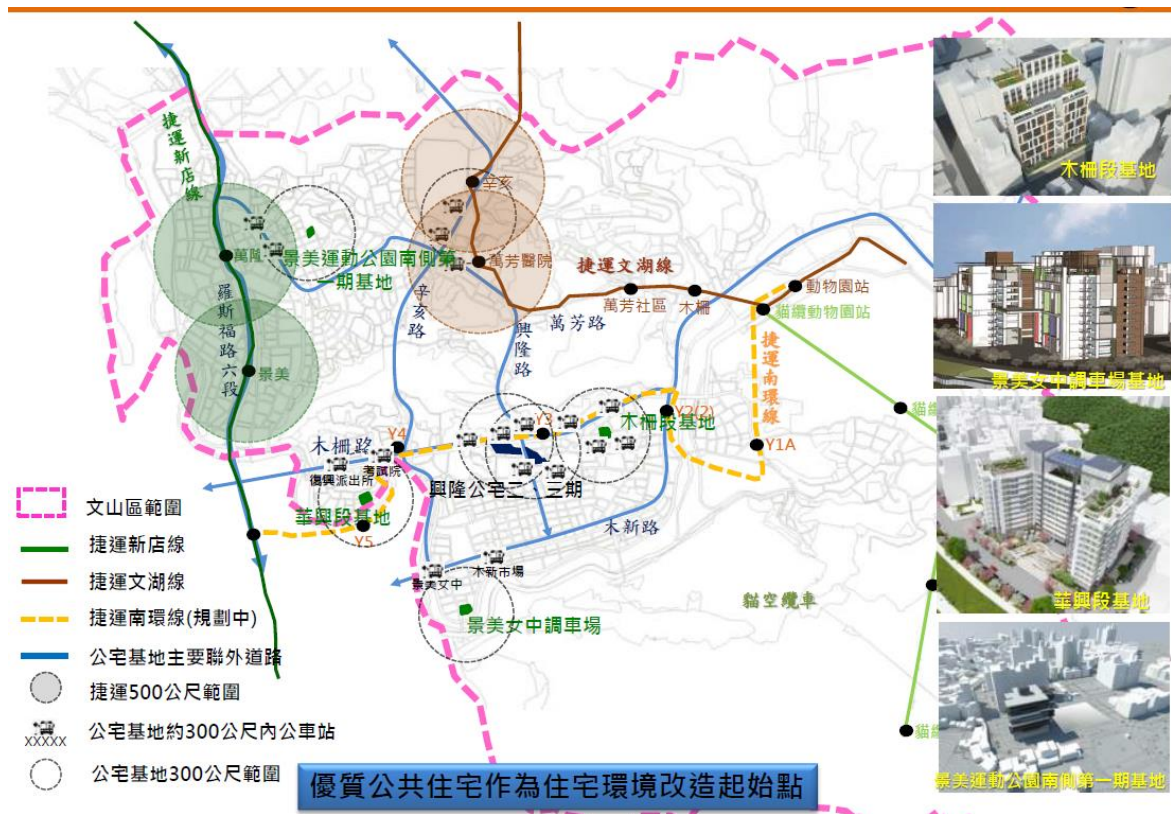 捷運新店線
萬隆
羅斯福路六段
景美
景美運動公園南側第
一期基地
辛亥
萬芳醫院
辛亥路
興隆路
捷運文湖線
萬芳路
萬芳社區
木柵
動物園站
貓纜動物園站
捷運南環線
木柵路
Y4
考試院
復興派出所
Y3
木柵段基地
Y2(2)
Y1A
興隆公宅二、三期
華興段基地
Y5
木新路
景美女中
木新市場
景美女中調車場
貓空纜車
貓纜
貓纜
文山區範圍
捷運新店線
捷運文湖線
捷運南環線(規劃中)
公宅基地主要聯外道路
捷運500公尺範圍
公宅基地約300公尺內公車站
XXXXX
公宅基地300公尺範圍
木柵段基地
景美女中調車場基地
華興段基地
景美運動公園南側第一期基地
優質公共住宅作為住宅環境改造起始點